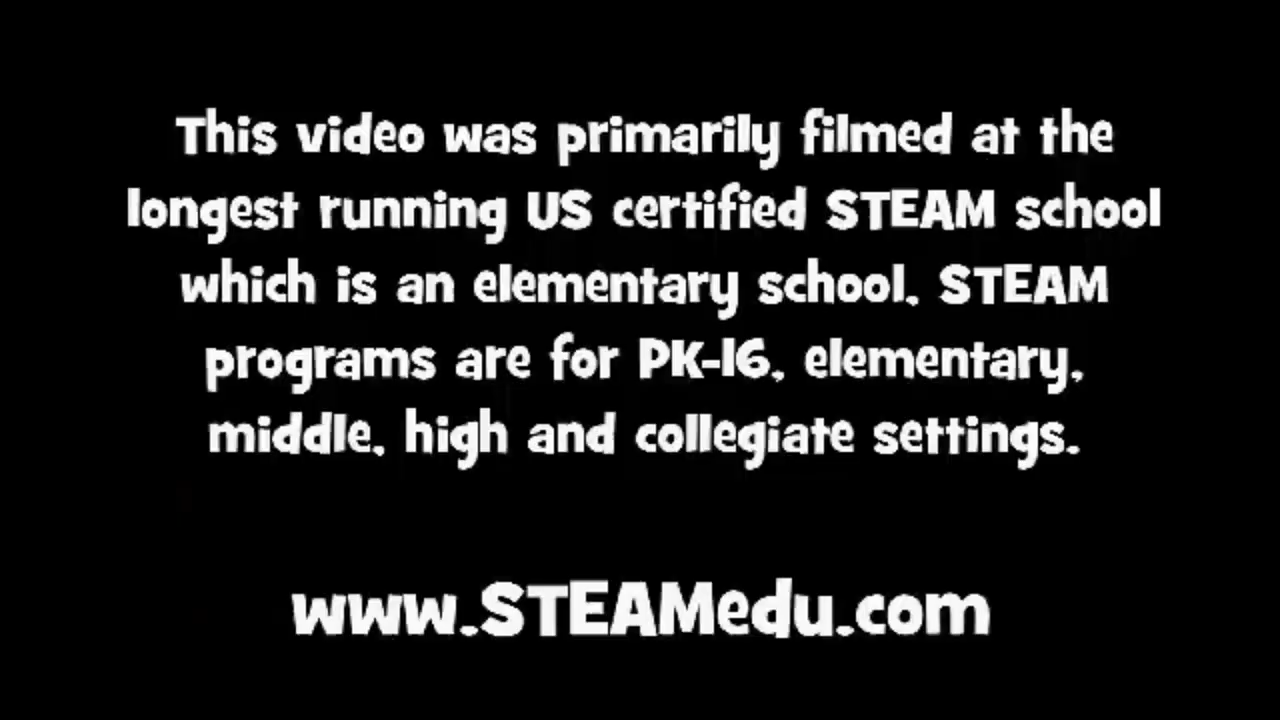 This video was primarily filmed at the
longest running US certified STEAM school
which is an elementary school. STEAM
programs are for PK-16, elementary,
middle, high and collegiate settings.
www.STEAMedu.com